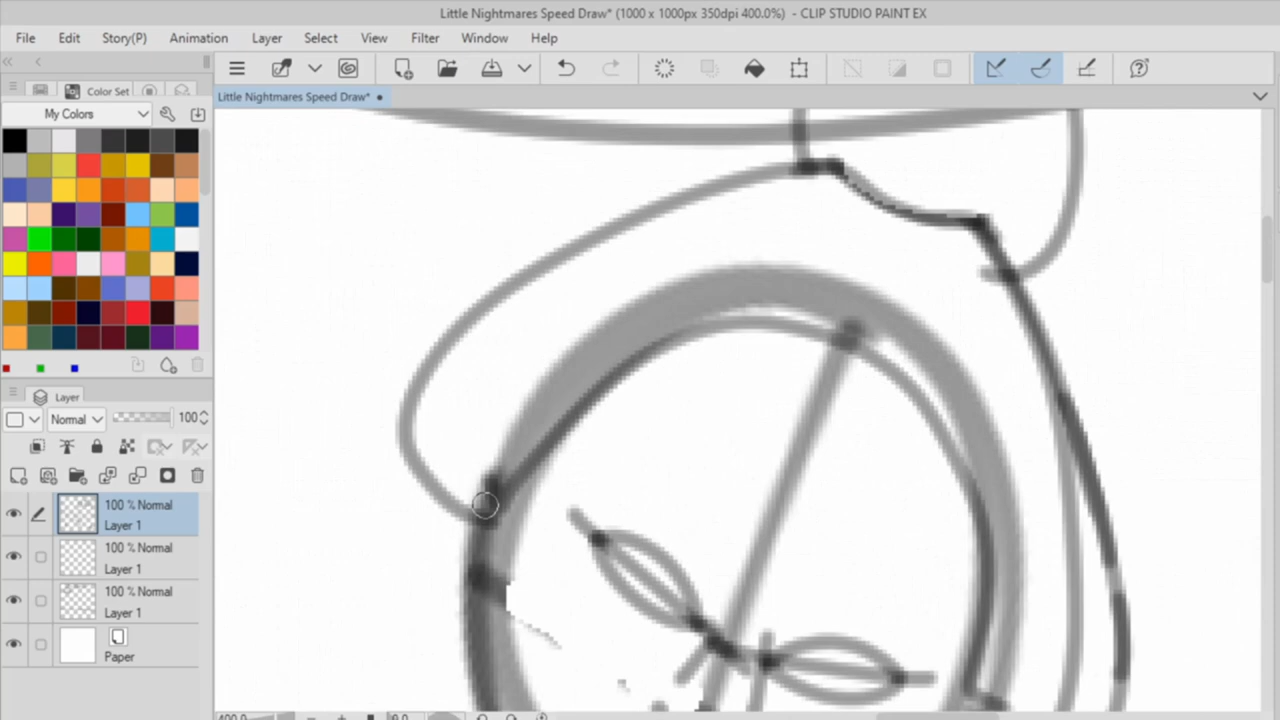 Little Nightmares Speed Draw* (1000 x 1000px 350dpi 400.0%) - CLIP STUDIO PAINT EX
File Edit Story(P) Animation Layer Select View Filter Window Help
Color Set
Little Nightmares Speed Draw*
My Colors
Layer
Normal 100
100 % Normal
Layer 1
100 % Normal
Layer 1
100 % Normal
Layer 1
Paper